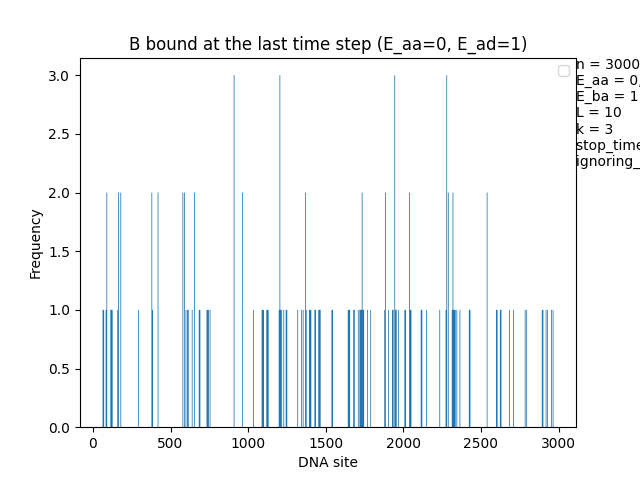 B bound at the last time step (E_aa=0, E_ad=1)
3.0
2.5
2.0
1.5
1.0
0.5
0.0
Frequency
0 500 1000 1500 2000 2500 3000
DNA site
n = 3000
E_aa = 0,
E_ba = 1
L = 10
k = 3
stop_time
ignoring_